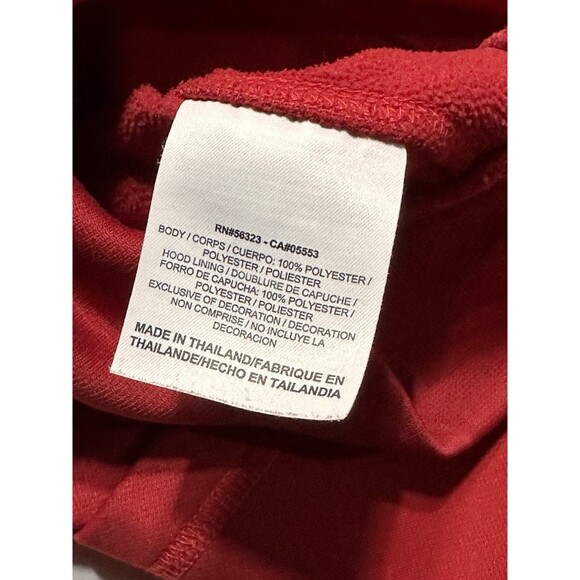 RN#56323 - CA#05553
BODY / CORPS / CUERPO: 100% POLYESTER /
POLYESTER / POLIESTER
HOOD LINING / DOUBLURE DE CAPUCHE /
FORRO DE CAPUCHA: 100% POLYESTER /
POLYESTER / POLIESTER
EXCLUSIVE OF DECORATION / DECORATION
NON COMPRISE / NO INCLUYE LA
DECORACION
MADE IN THAILAND/FABRIQUE EN
THAILANDE/HECHO EN TAILANDIA